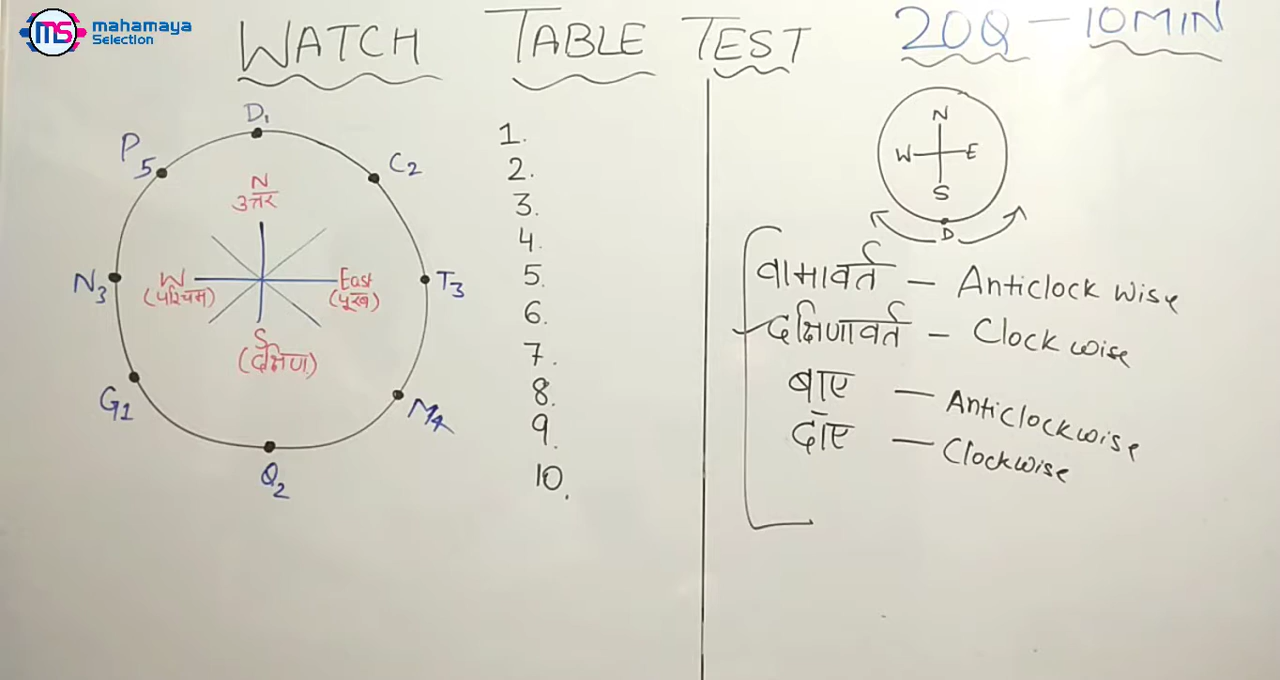 mahamaya
Selection
WATCH TABLE TEST 20Q - 10MIN
D1
P5
C2
N3
T3
G1
M4
Q2
N
उत्तर
W
(पश्चिम)
East
(पूरब)
S
(दक्षिण)
1.
2.
3.
4.
5.
6.
7.
8.
9.
10.
N
W E
S
D
वामावर्त - Anticlock wise
दक्षिणावर्त - Clock wise
बाए - Anticlockwise
दाए - Clockwise